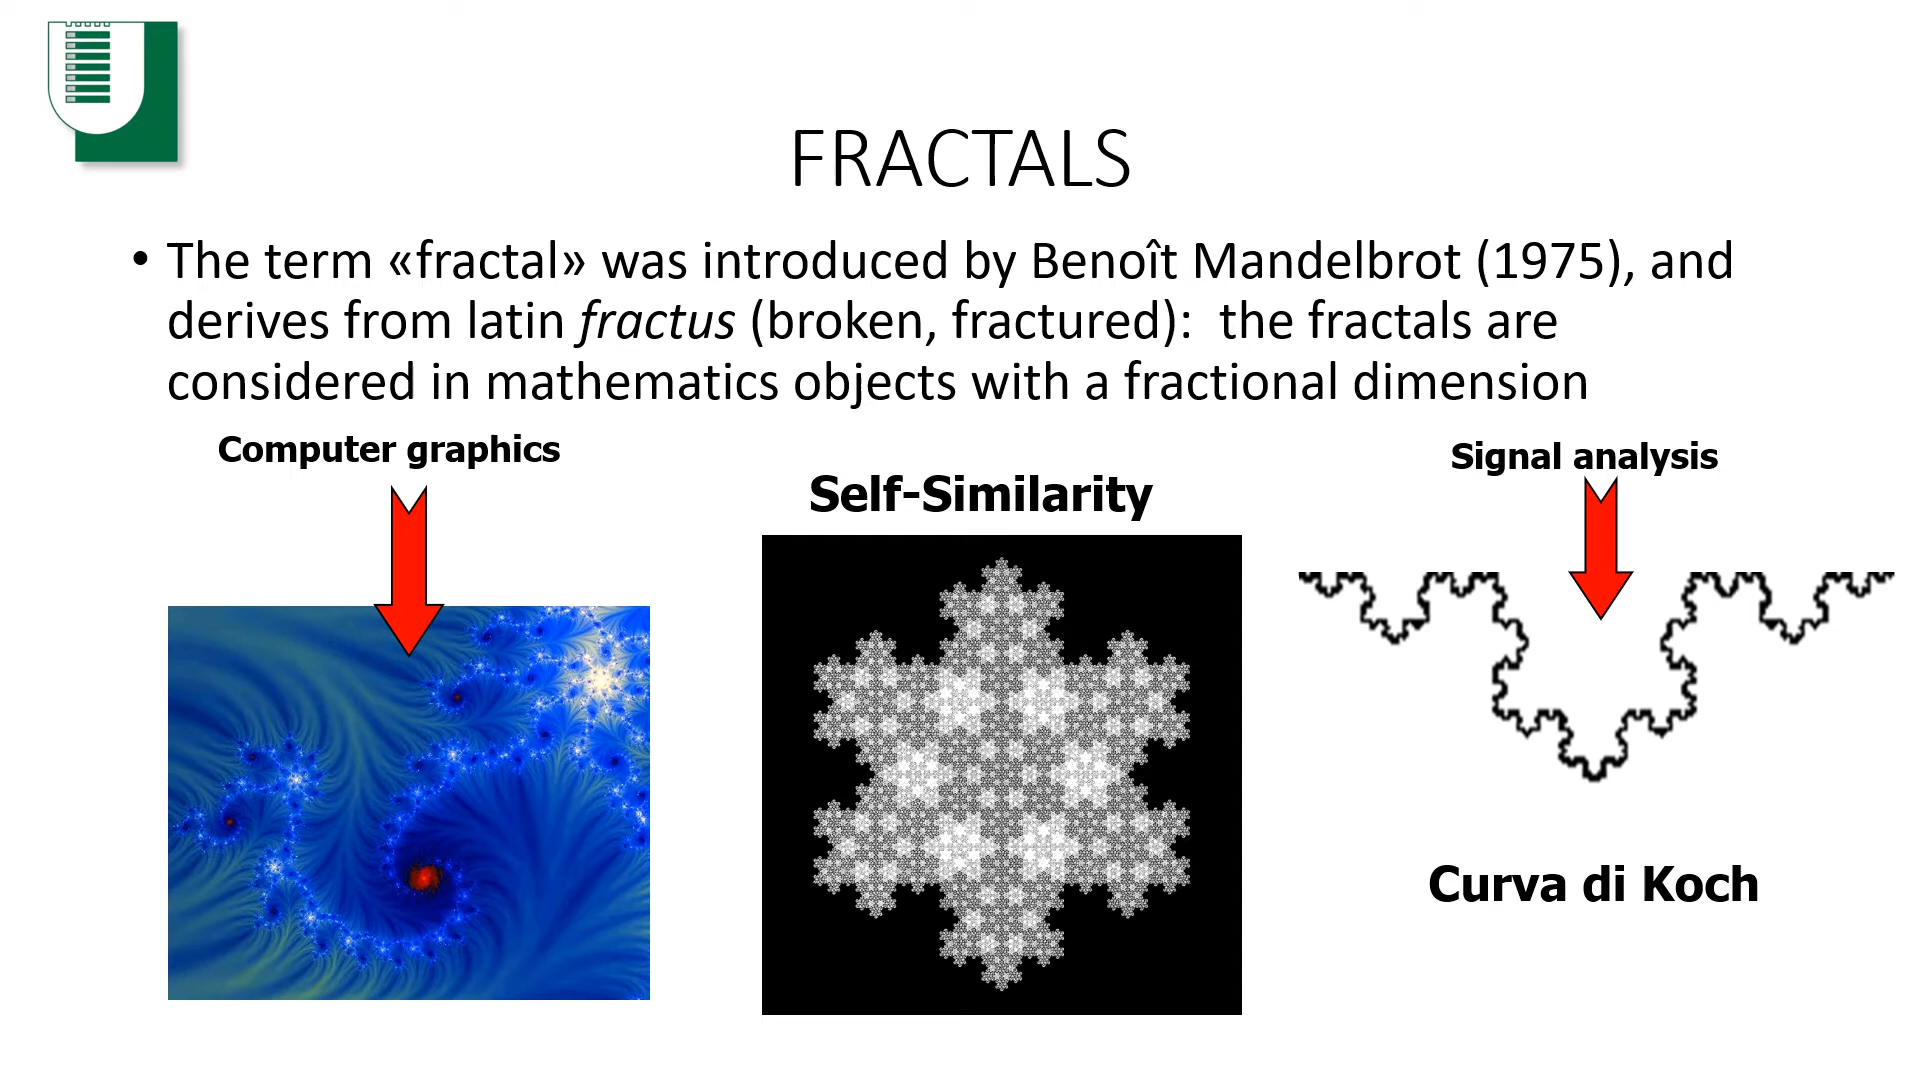 FRACTALS
• The term «fractal» was introduced by Benoît Mandelbrot (1975), and
derives from latin fractus (broken, fractured):  the fractals are
considered in mathematics objects with a fractional dimension
Computer graphics
Self-Similarity
Signal analysis
Curva di Koch